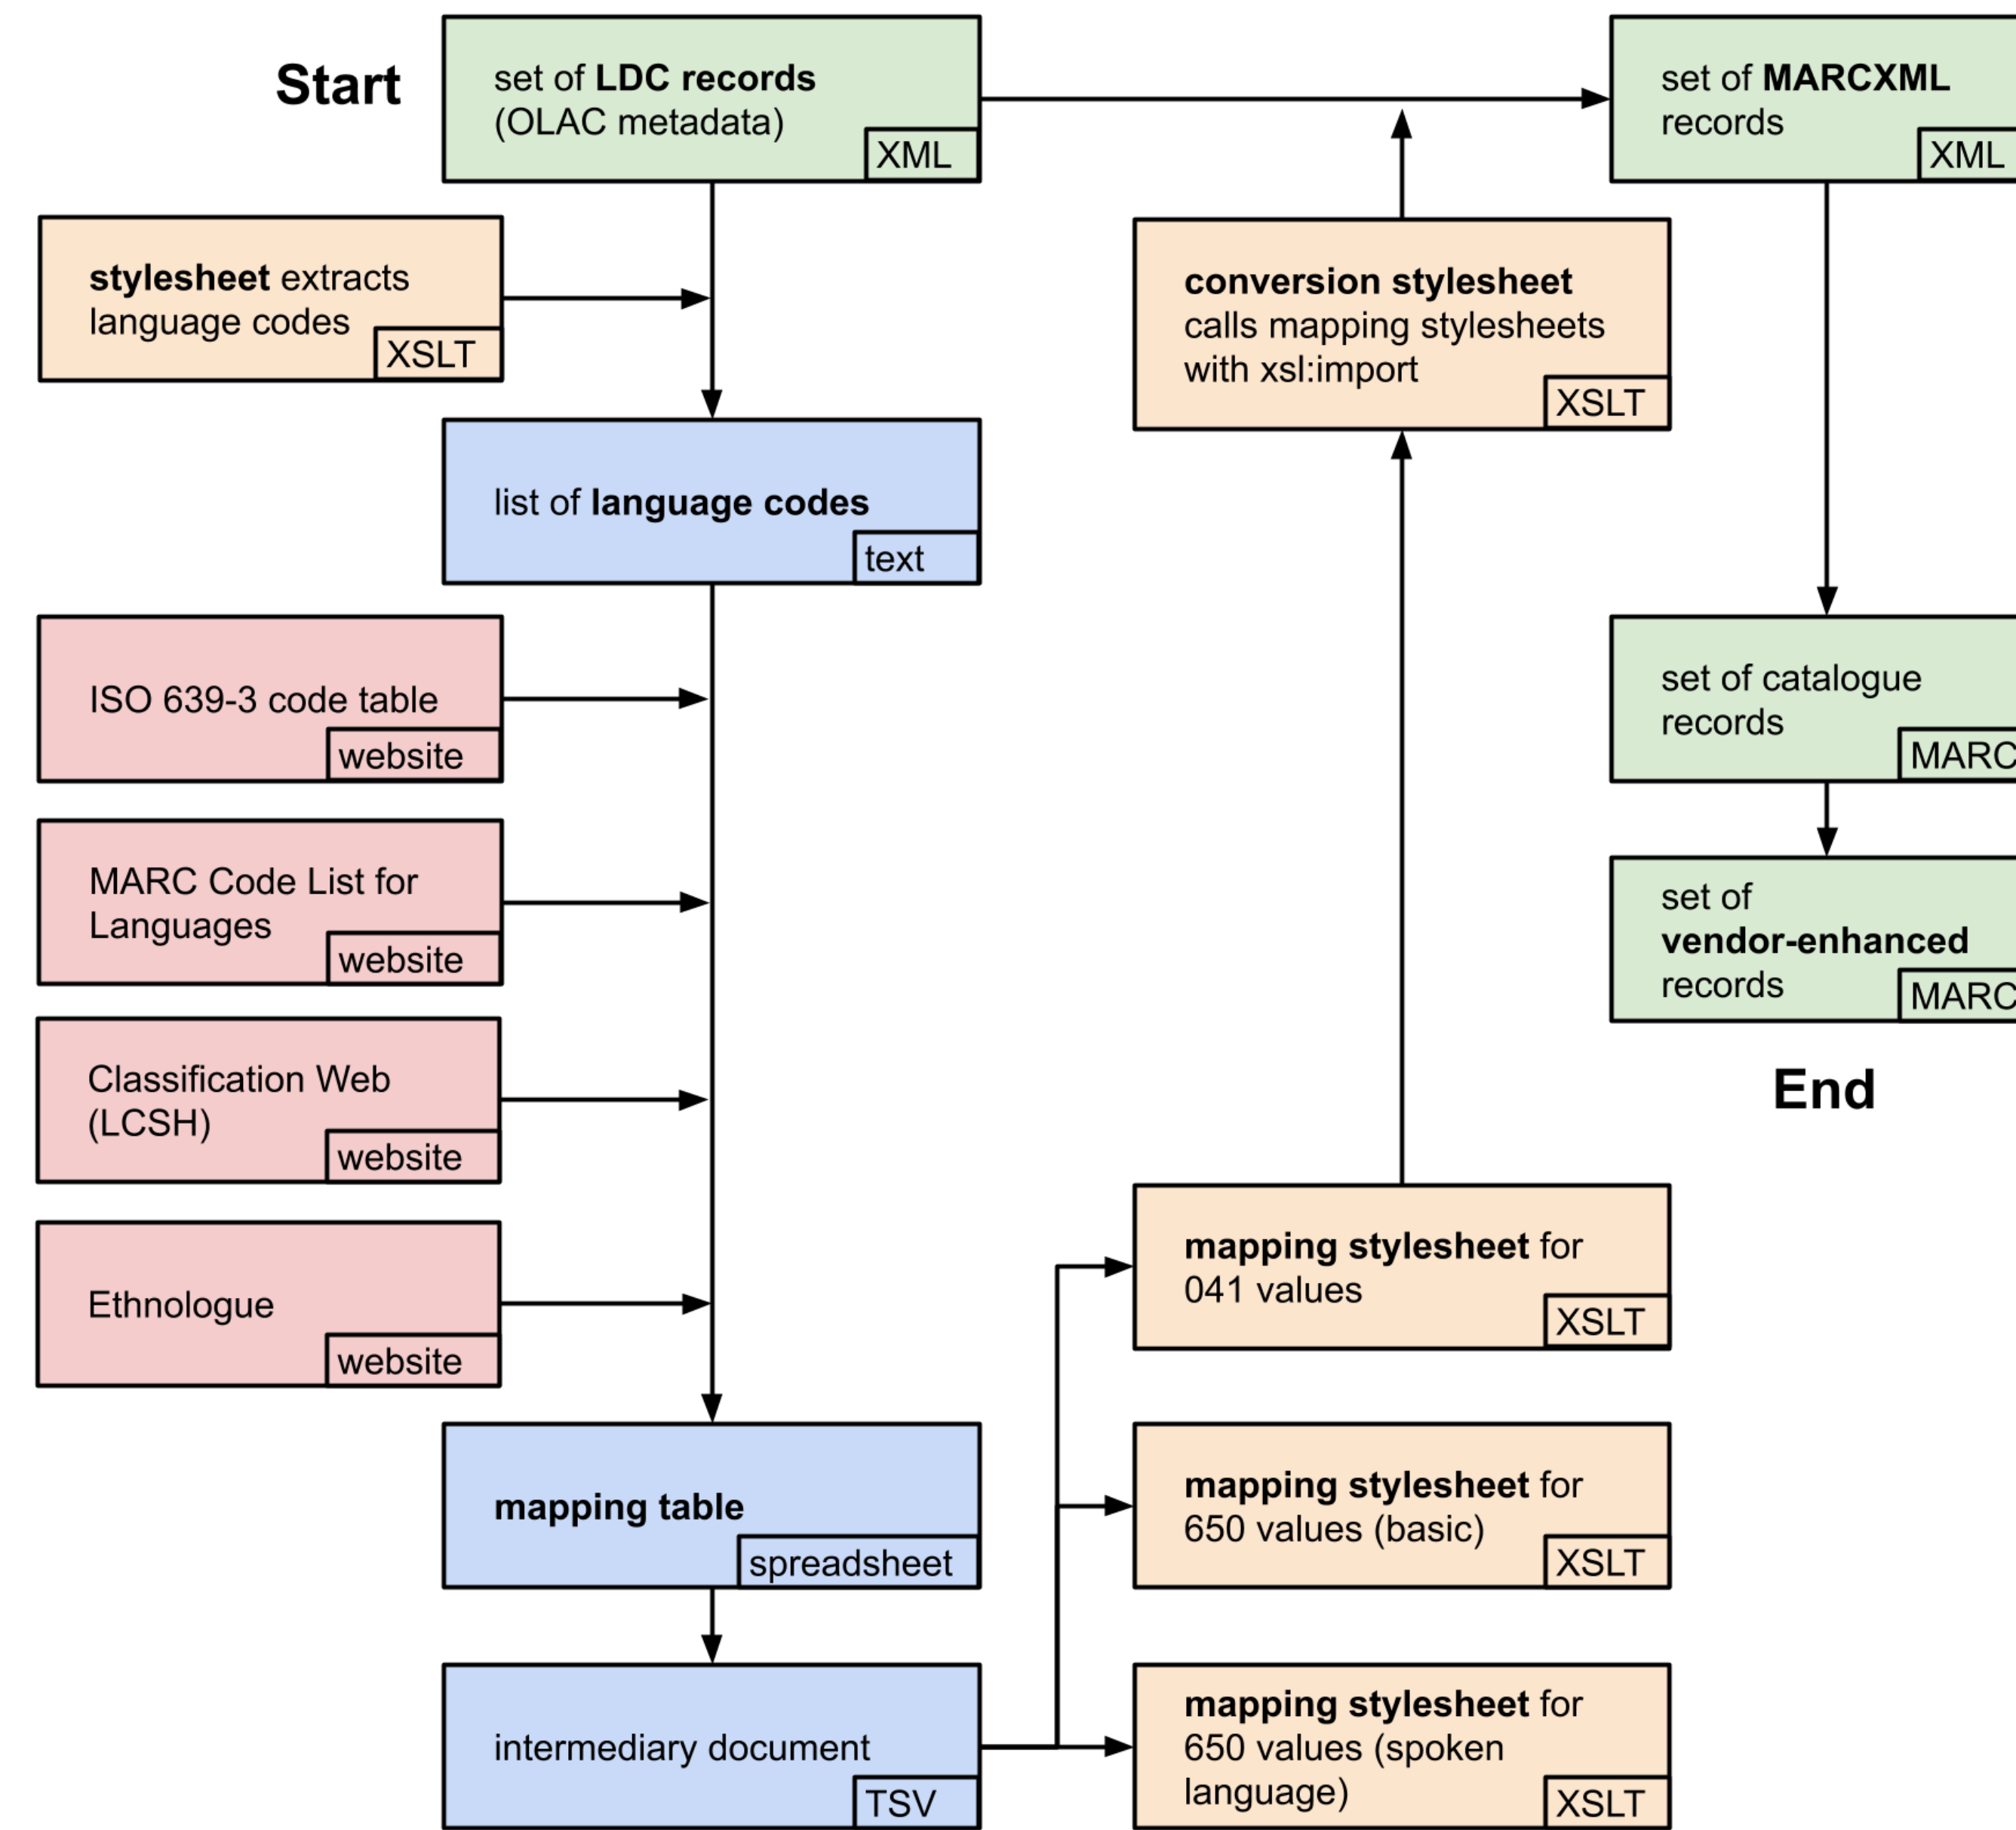 Start
set of LDC records
(OLAC metadata)
XML
set of MARCXML
records
XML
stylesheet extracts
language codes
XSLT
conversion stylesheet
calls mapping stylesheets
with xsl:import
XSLT
list of language codes
text
ISO 639-3 code table
website
set of catalogue
records
MARC
MARC Code List for
Languages
website
set of
vendor-enhanced
records
MARC
End
Classification Web
(LCSH)
website
Ethnologue
website
mapping stylesheet for
041 values
XSLT
mapping table
spreadsheet
mapping stylesheet for
650 values (basic)
XSLT
intermediary document
TSV
mapping stylesheet for
650 values (spoken
language)
XSLT